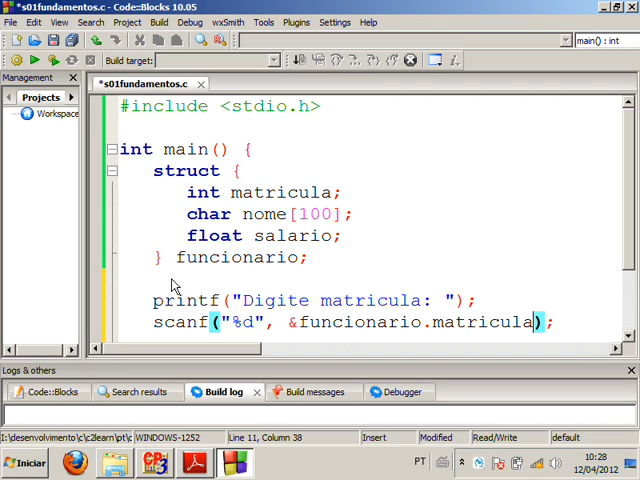 *s01fundamentos.c - Code::Blocks 10.05
File View Search Project Build Debug wxSmith Tools Plugins Settings Help
main() : int
Build target:
Management
*s01fundamentos.c
Projects
Workspace
#include <stdio.h>
int main() {
struct {
int matricula;
char nome[100];
float salario;
} funcionario;
printf("Digite matricula: ");
scanf("%d", &funcionario.matricula);
Logs & others
Code::Blocks Search results Build log Build messages Debugger
I:\desenvolvimento\c\c2learn\pt\c WINDOWS-1252 Line 11, Column 38 Insert Modified Read/Write default
Iniciar
PT
10:28
12/04/2012